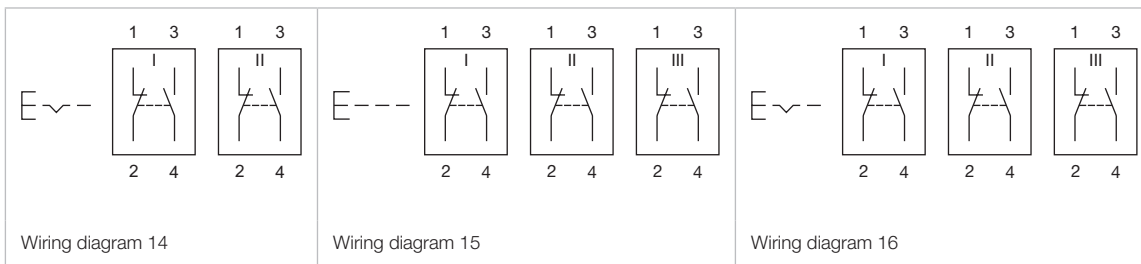 1 3 1 3
I II
2 4 2 4
Wiring diagram 14
1 3 1 3 1 3
I II III
2 4 2 4 2 4
Wiring diagram 15
1 3 1 3 1 3
I II III
2 4 2 4 2 4
Wiring diagram 16